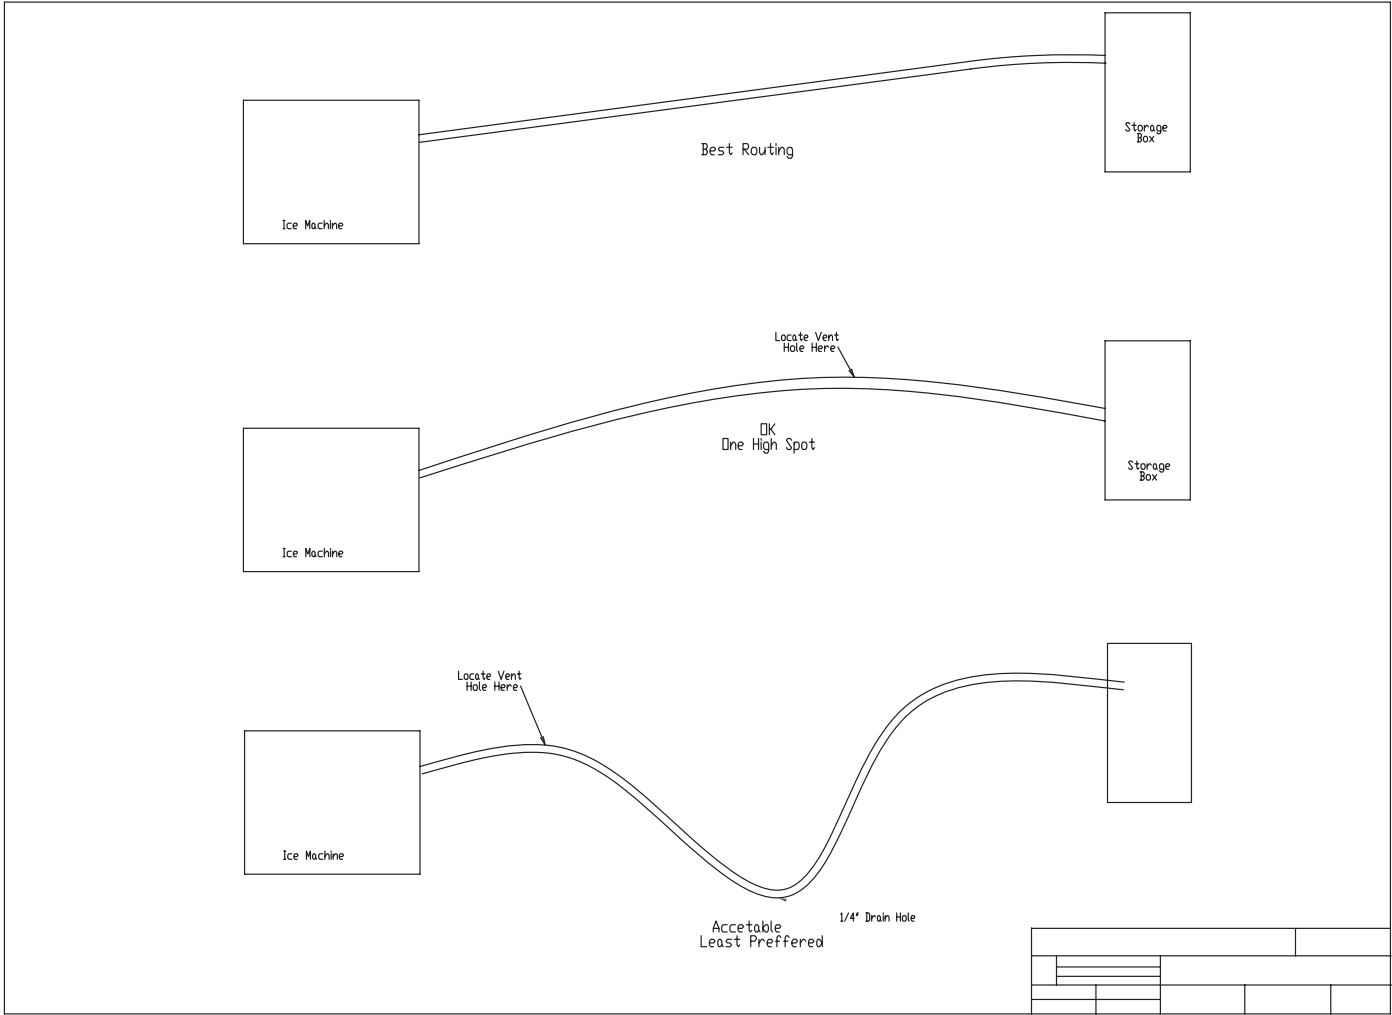 Storage
Box
Best Routing
Ice Machine
Locate Vent
Hole Here
OK
One High Spot
Storage
Box
Ice Machine
Locate Vent
Hole Here
Ice Machine
1/4" Drain Hole
Accetable
Least Preffered